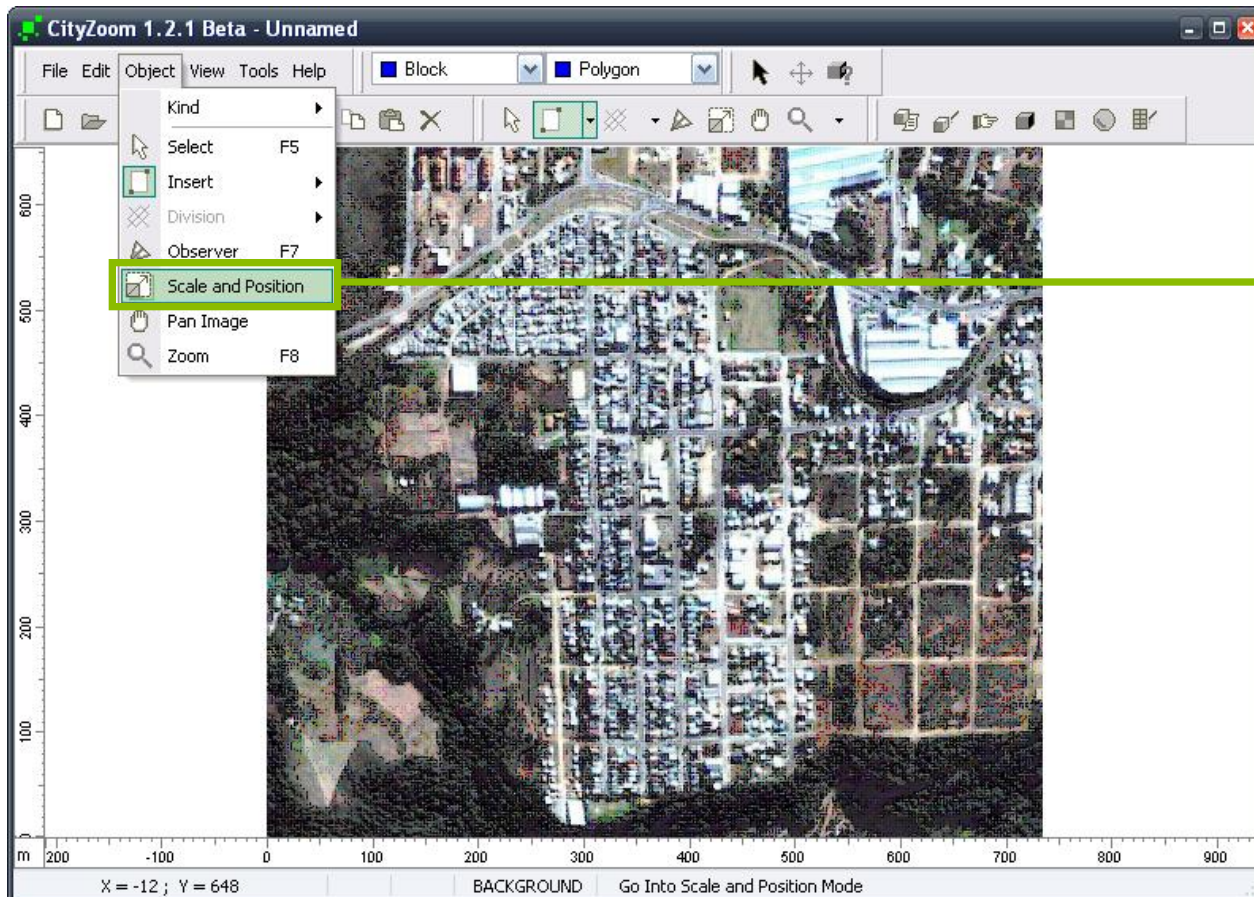 CityZoom 1.2.1 Beta - Unnamed
File Edit Object View Tools Help
Block
Polygon
Kind
Select F5
Insert
Division
Observer F7
Scale and Position
Pan Image
Zoom F8
600
500
400
300
200
100
0
m 200 -100 0 100 200 300 400 500 600 700 800 900
X = -12 ; Y = 648 BACKGROUND Go Into Scale and Position Mode